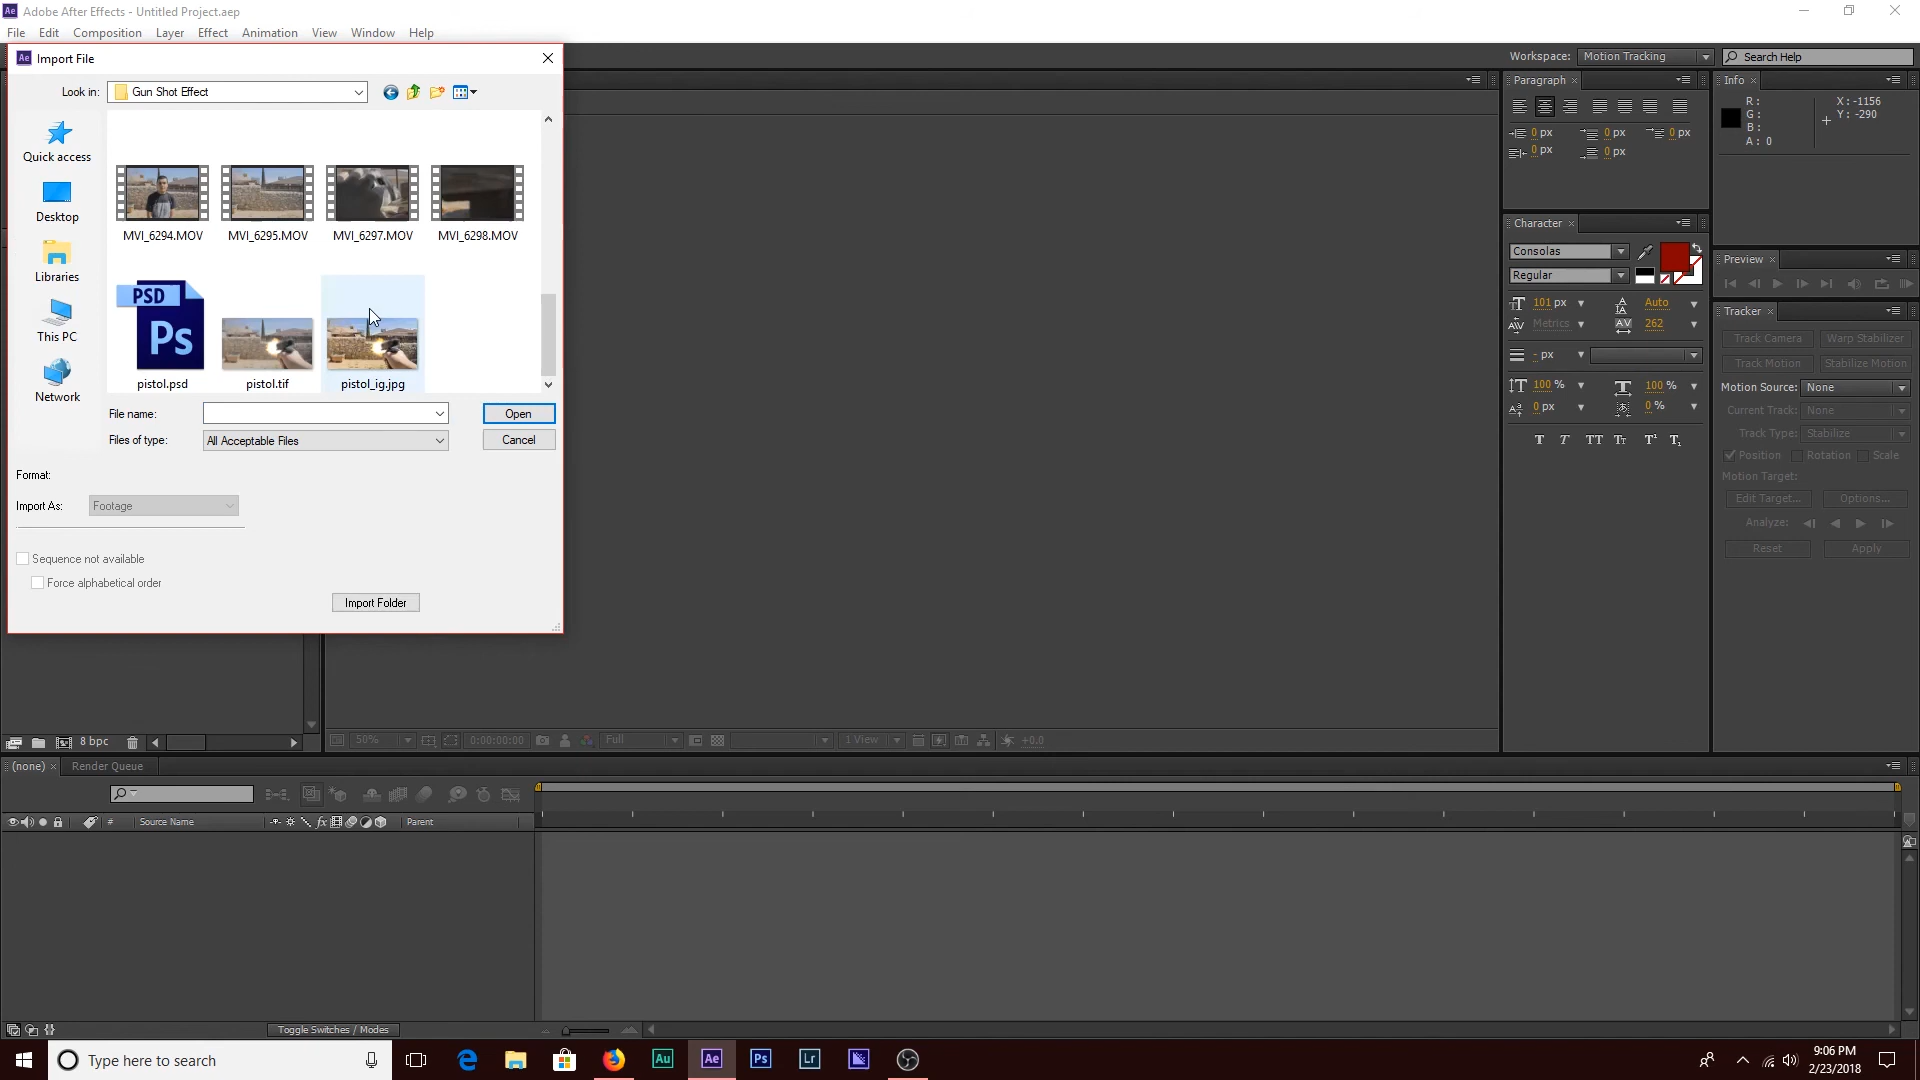 Adobe After Effects - Untitled Project.aep
File Edit Composition Layer Effect Animation View Window Help
Import File
Look in: Gun Shot Effect
Quick access
Desktop
Libraries
This PC
Network
MVI_6294.MOV MVI_6295.MOV MVI_6297.MOV MVI_6298.MOV
PSD
Ps
pistol.psd pistol.tif pistol_ig.jpg
File name: Open
Files of type: All Acceptable Files Cancel
Format:
Import As: Footage
Sequence not available
Force alphabetical order
Import Folder
Workspace: Motion Tracking Search Help
Paragraph
0 px 0 px 0 px
0 px 0 px
Character
Consolas
Regular
101 px Auto
Metrics 262
- px
100 % 100 %
0 px 0 %
T T TT Tt T¹ T₁
Info
R: X: -1156
G: Y: -290
B:
A: 0
Preview
Tracker
Track Camera Warp Stabilizer
Track Motion Stabilize Motion
Motion Source: None
Current Track: None
Track Type: Stabilize
Position Rotation Scale
Motion Target:
Edit Target... Options...
Analyze:
Reset Apply
8 bpc
50% 0:00:00:00 Full 1 View +0.0
(none) Render Queue
# Source Name fx Parent
Toggle Switches / Modes
Type here to search
Au Ae Ps Lr
9:06 PM
2/23/2018